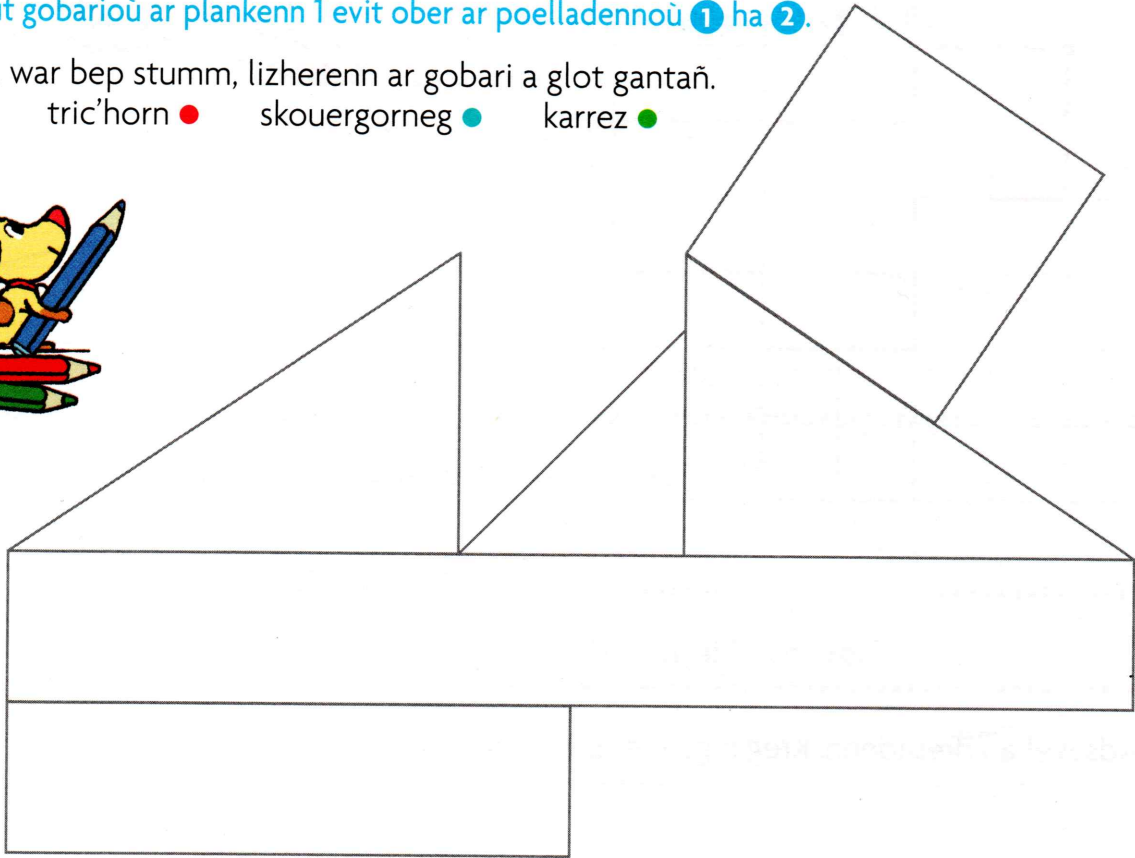 gobarioù ar plankenn 1 evit ober ar poelladennoù 1 ha 2.
war bep stumm, lizherenn ar gobari a glot gantañ.
tric'horn skouergorneg karrez